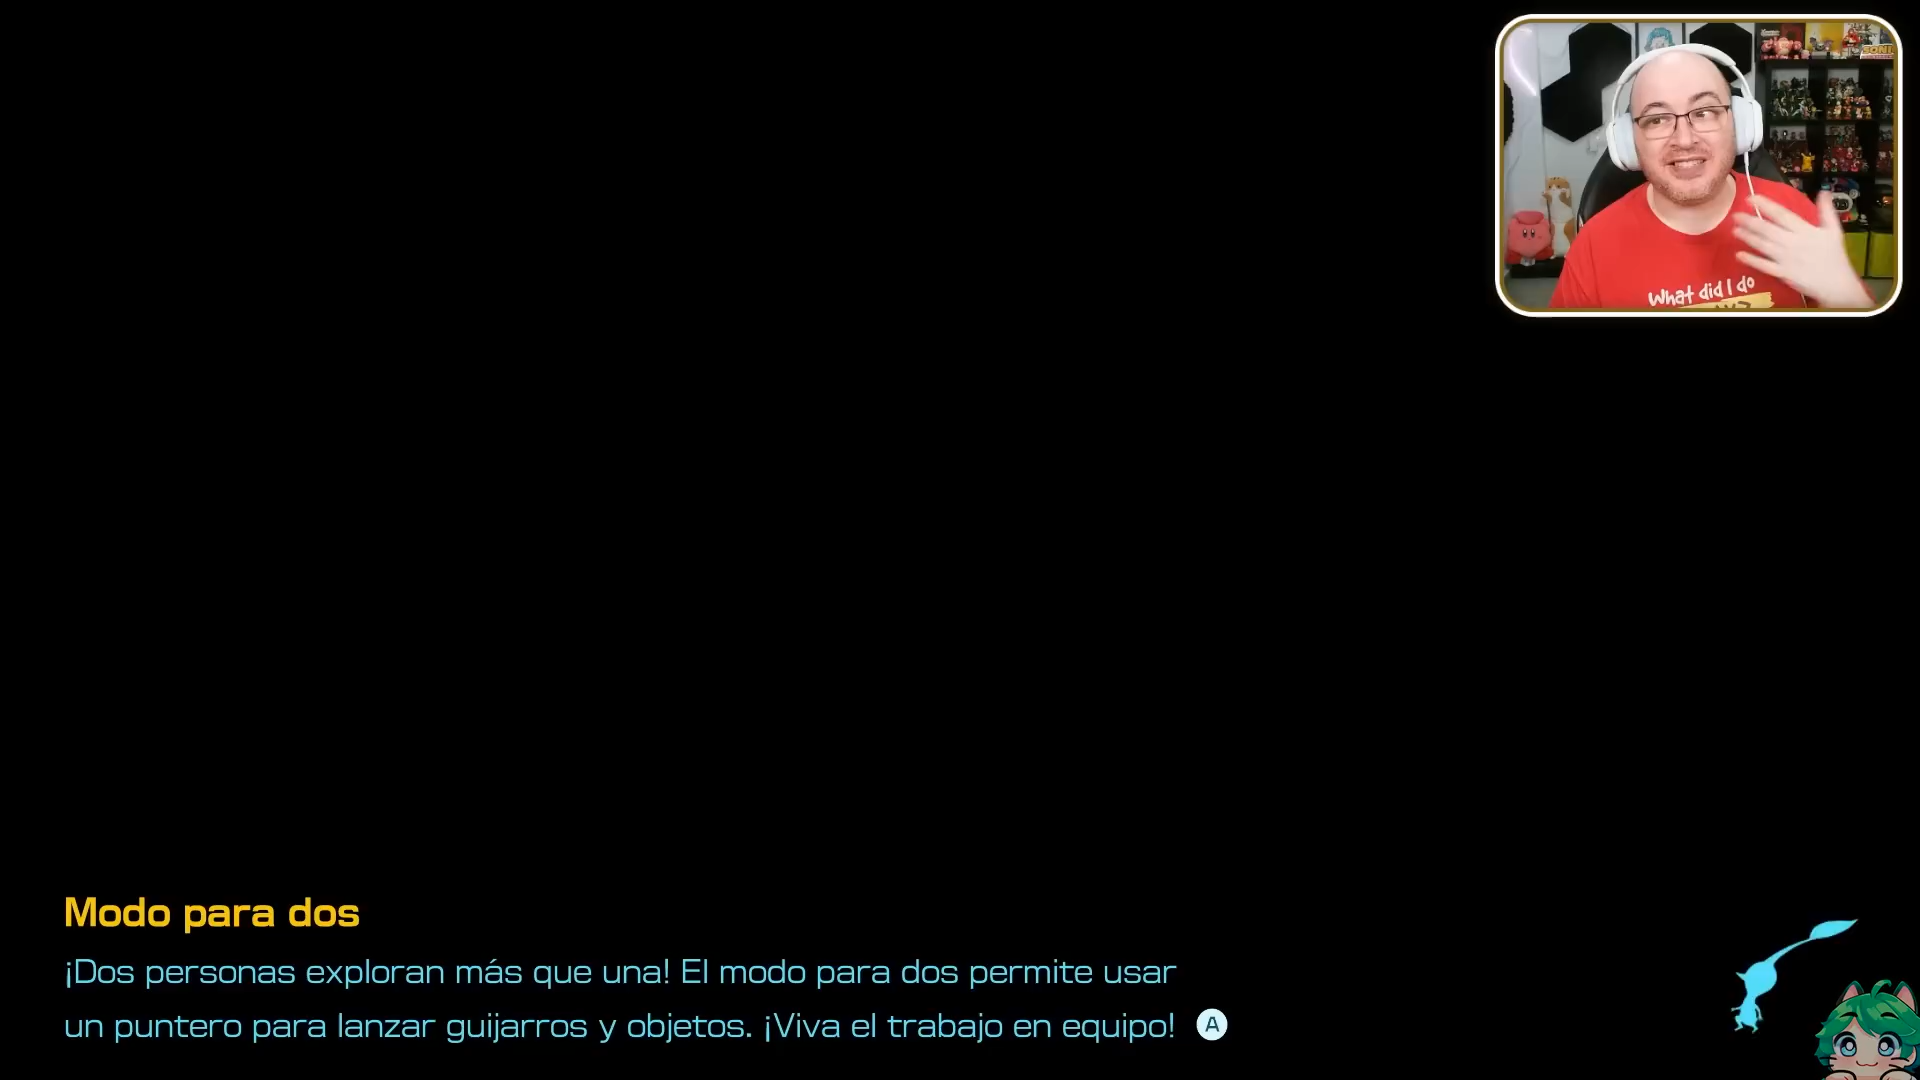 SONI
What did I do
Modo para dos
¡Dos personas exploran más que una! El modo para dos permite usar
un puntero para lanzar guijarros y objetos. ¡Viva el trabajo en equipo! A